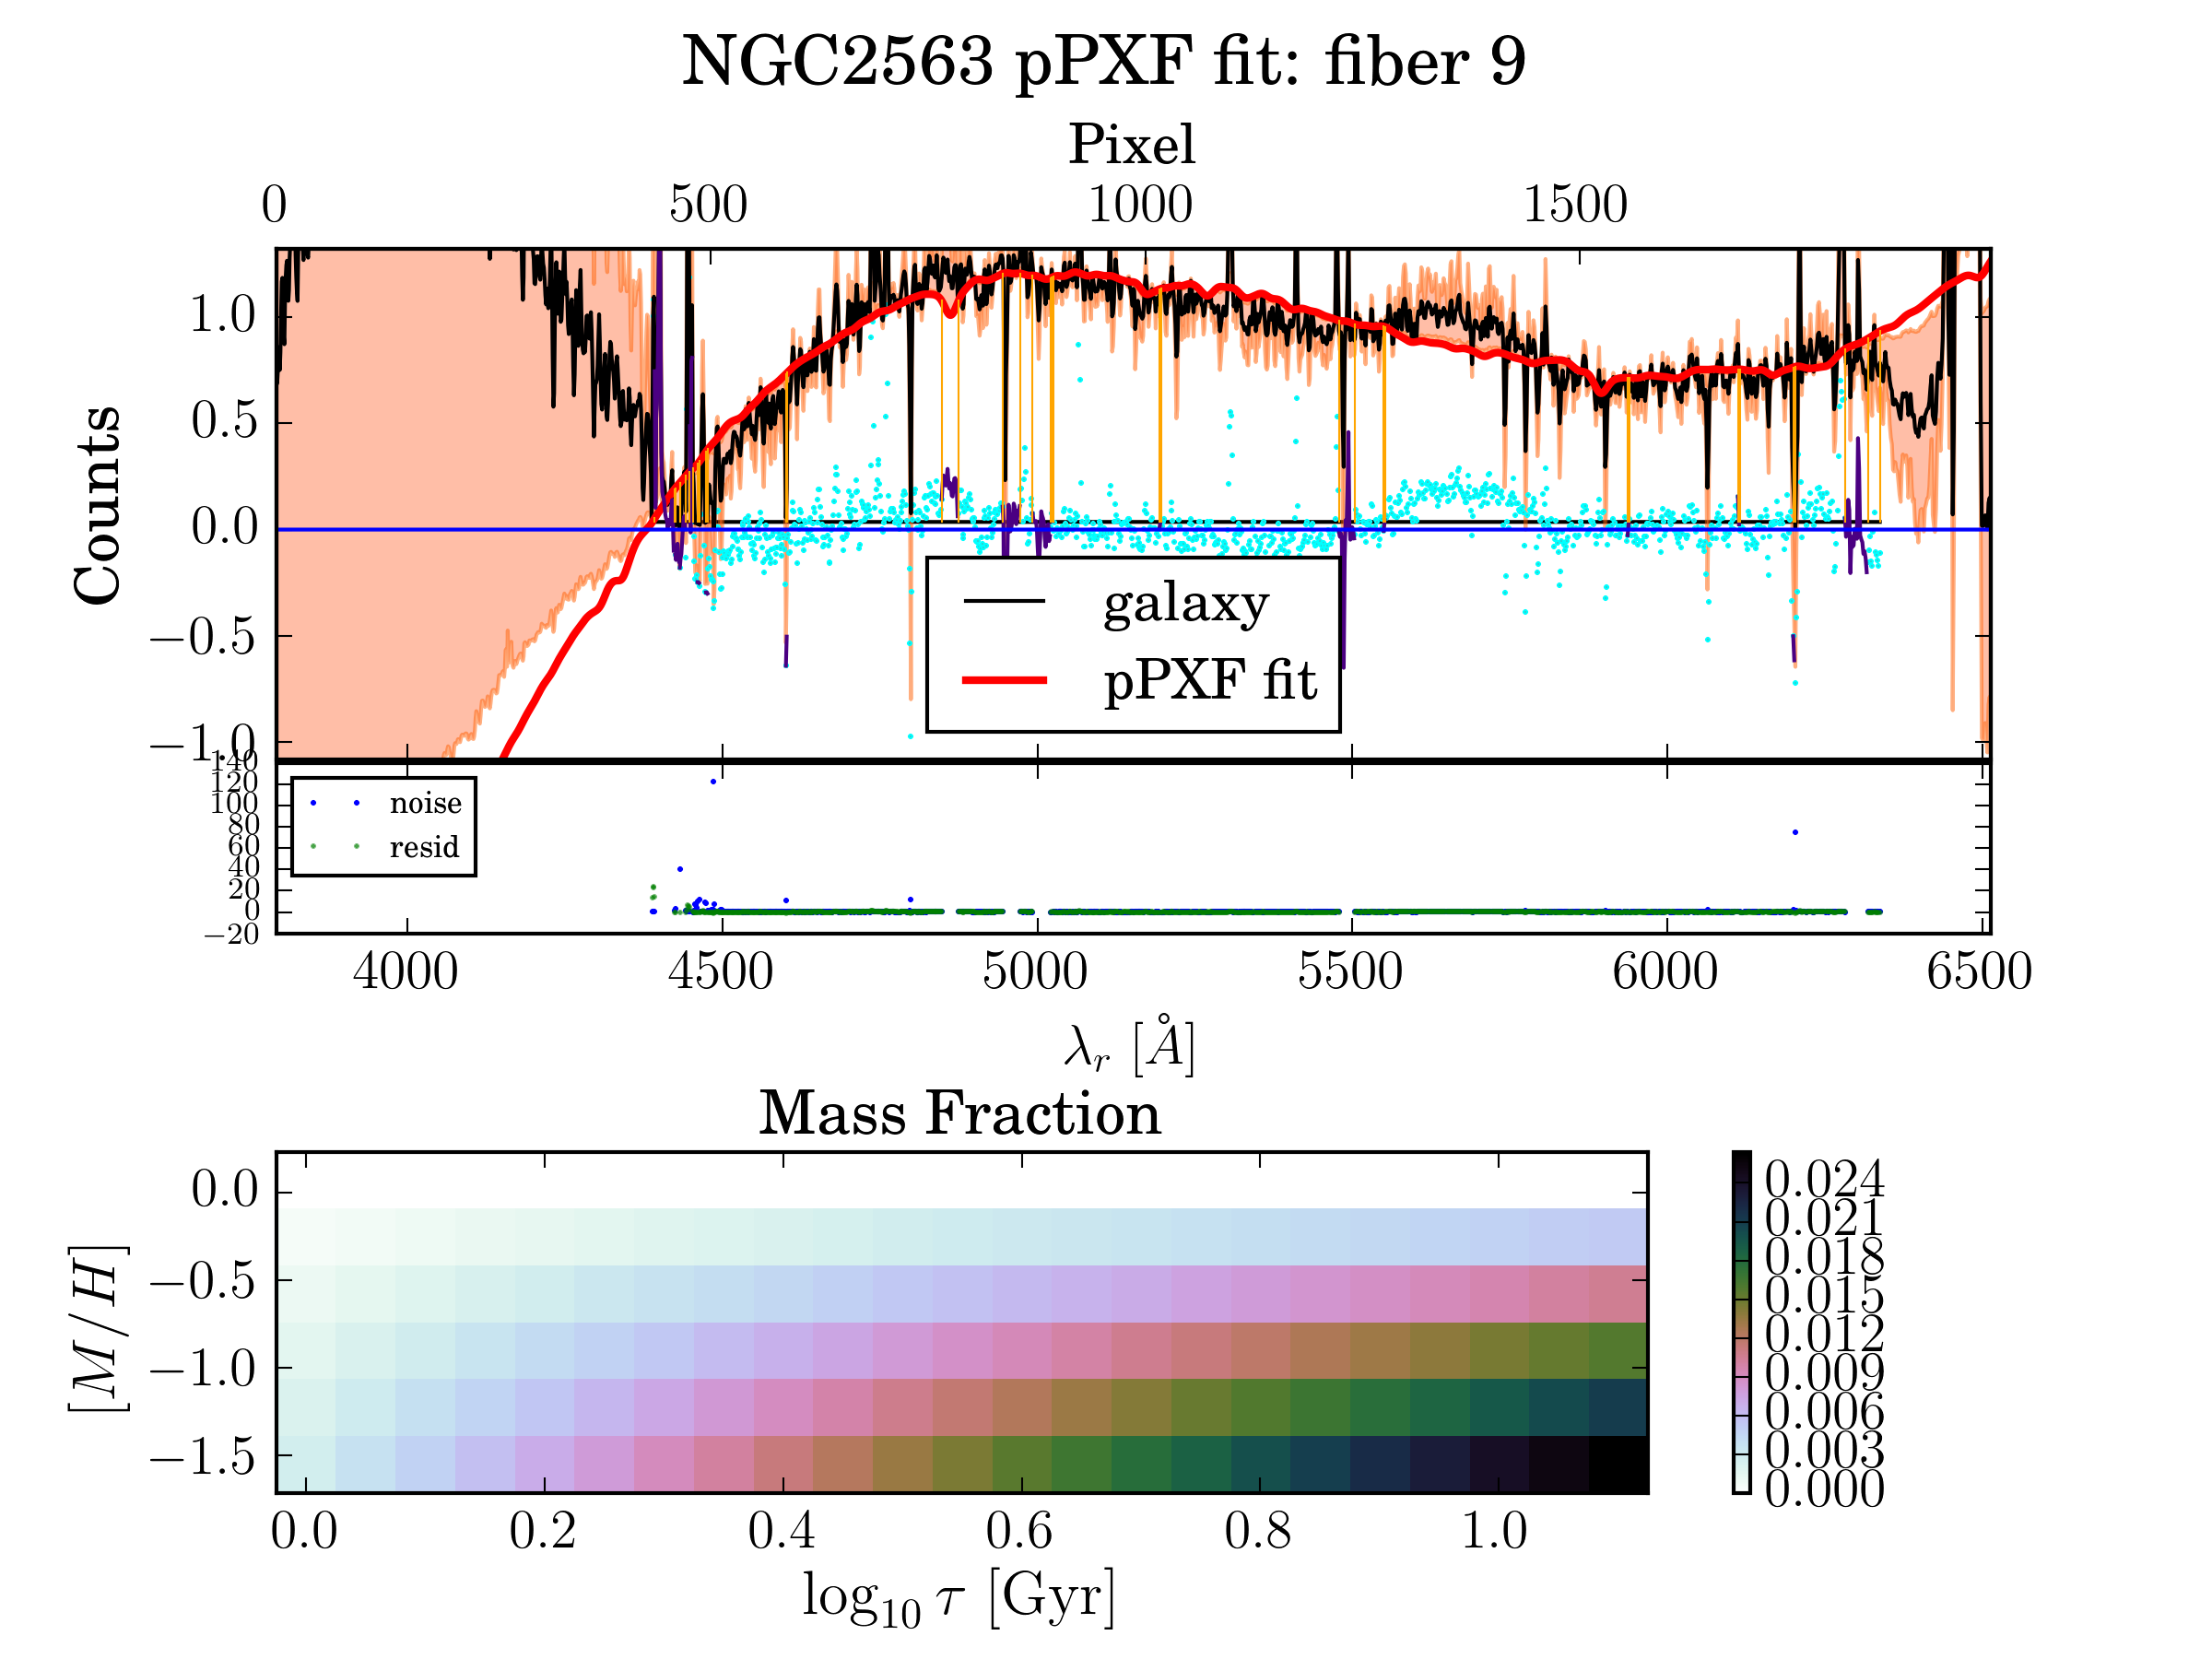 NGC2563 pPXF fit: fiber 9
Pixel
0 500 1000 1500
Counts
1.0
0.5
0.0
−0.5
−1.0
galaxy
pPXF fit
140
120
100
80
60
40
20
0
−20
noise
resid
4000 4500 5000 5500 6000 6500
λr [Å]
Mass Fraction
[M/H]
0.0
−0.5
−1.0
−1.5
0.0 0.2 0.4 0.6 0.8 1.0
log10 τ [Gyr]
0.024
0.021
0.018
0.015
0.012
0.009
0.006
0.003
0.000